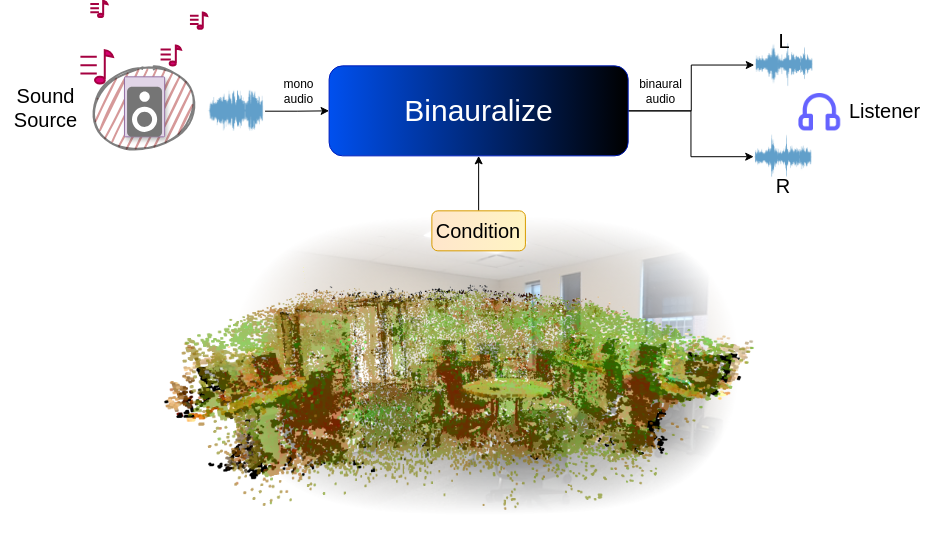 Sound
Source
mono
audio
Binauralize
binaural
audio
L
Listener
R
Condition